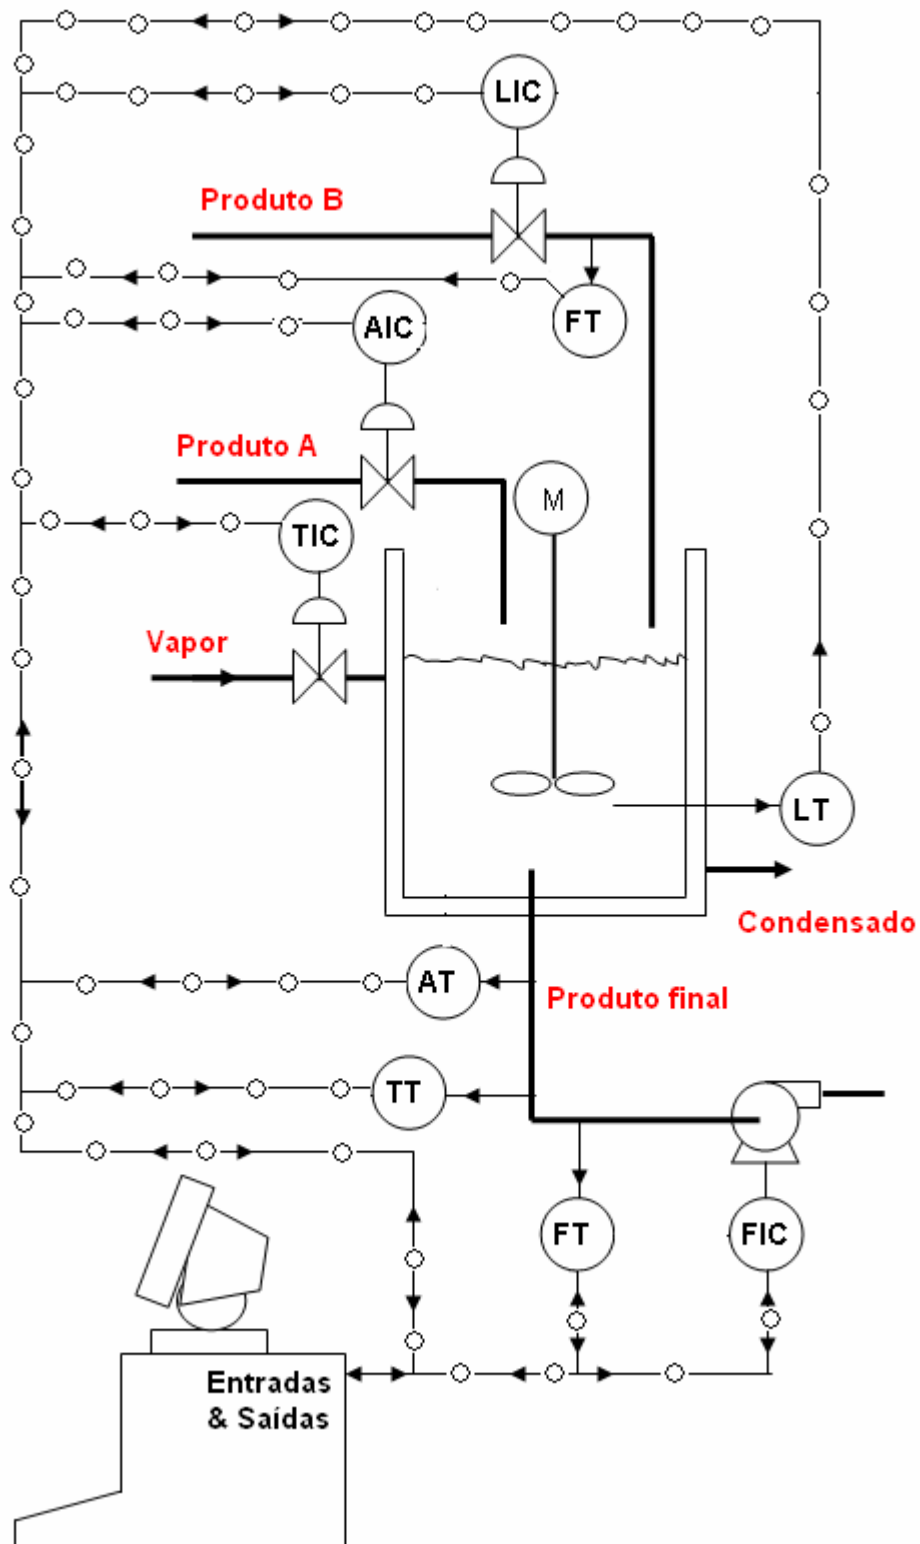 LIC
Produto B
FT
AIC
Produto A
M
TIC
Vapor
LT
Condensado
AT
Produto final
TT
FT
FIC
Entradas
& Saídas